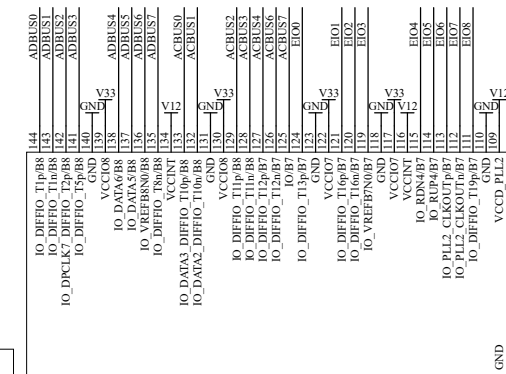 ADBUS0
ADBUS1
ADBUS2
ADBUS3
GND
V33
ADBUS4
ADBUS5
ADBUS6
ADBUS7
V12
ACBUS0
ACBUS1
GND
V33
ACBUS2
ACBUS3
ACBUS4
ACBUS6
ACBUS7
EIO0
GND
V33
EIO1
EIO2
EIO3
GND
V33
V12
EIO4
EIO5
EIO6
EIO7
EIO8
GND
V12
144
143
142
141
140
139
138
137
136
135
134
133
132
131
130
129
128
127
126
125
124
123
122
121
120
119
118
117
116
115
114
113
112
111
110
109
IO_DIFFIO_T1p/B8
IO_DIFFIO_T1n/B8
IO_DPCLK7_DIFFIO_T2p/B8
IO_DIFFIO_T5p/B8
GND
VCCIO8
IO_DATA6/B8
IO_DATA5/B8
IO_VREFB8N0/B8
IO_DIFFIO_T8n/B8
VCCINT
IO_DATA3_DIFFIO_T10p/B8
IO_DATA2_DIFFIO_T10n/B8
GND
VCCIO8
IO_DIFFIO_T11p/B8
IO_DIFFIO_T11n/B8
IO_DIFFIO_T12p/B7
IO_DIFFIO_T12n/B7
IO/B7
IO_DIFFIO_T13p/B7
GND
VCCIO7
IO_DIFFIO_T16p/B7
IO_DIFFIO_T16n/B7
IO_VREFB7N0/B7
GND
VCCIO7
VCCINT
IO_RDN4/B7
IO_RUP4/B7
IO_PLL2_CLKOUTp/B7
IO_PLL2_CLKOUTn/B7
IO_DIFFIO_T19p/B7
GND
VCCD_PLL2
GND